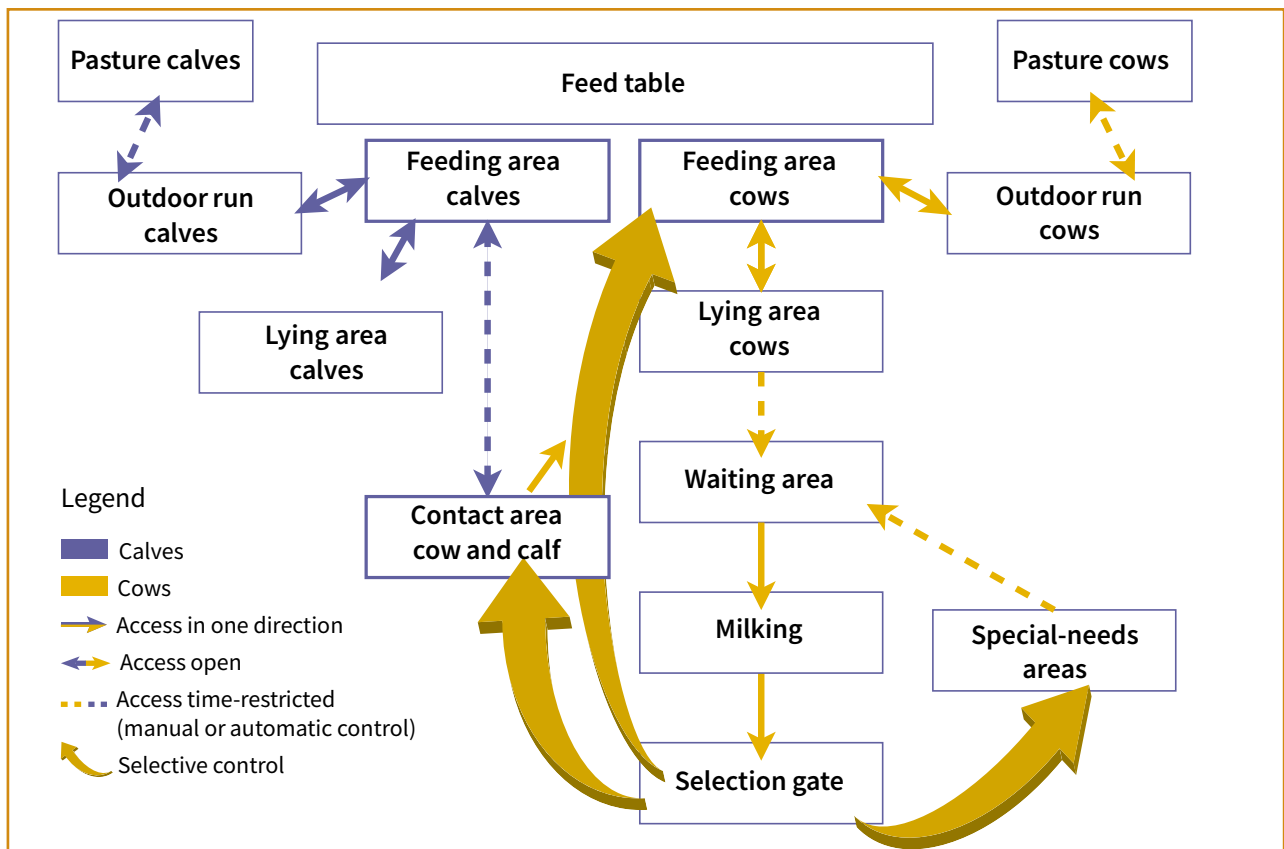 Pasture calves
Feed table
Pasture cows
Feeding area
calves
Feeding area
cows
Outdoor run
calves
Outdoor run
cows
Lying area
calves
Lying area
cows
Waiting area
Contact area
cow and calf
Milking
Special-needs
areas
Selection gate
Legend
Calves
Cows
Access in one direction
Access open
Access time-restricted
(manual or automatic control)
Selective control